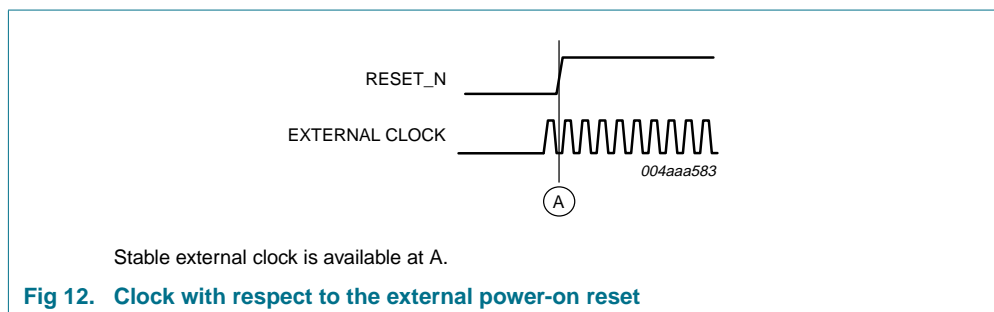 RESET_N
EXTERNAL CLOCK
004aaa583
A
Stable external clock is available at A.
Fig 12. Clock with respect to the external power-on reset